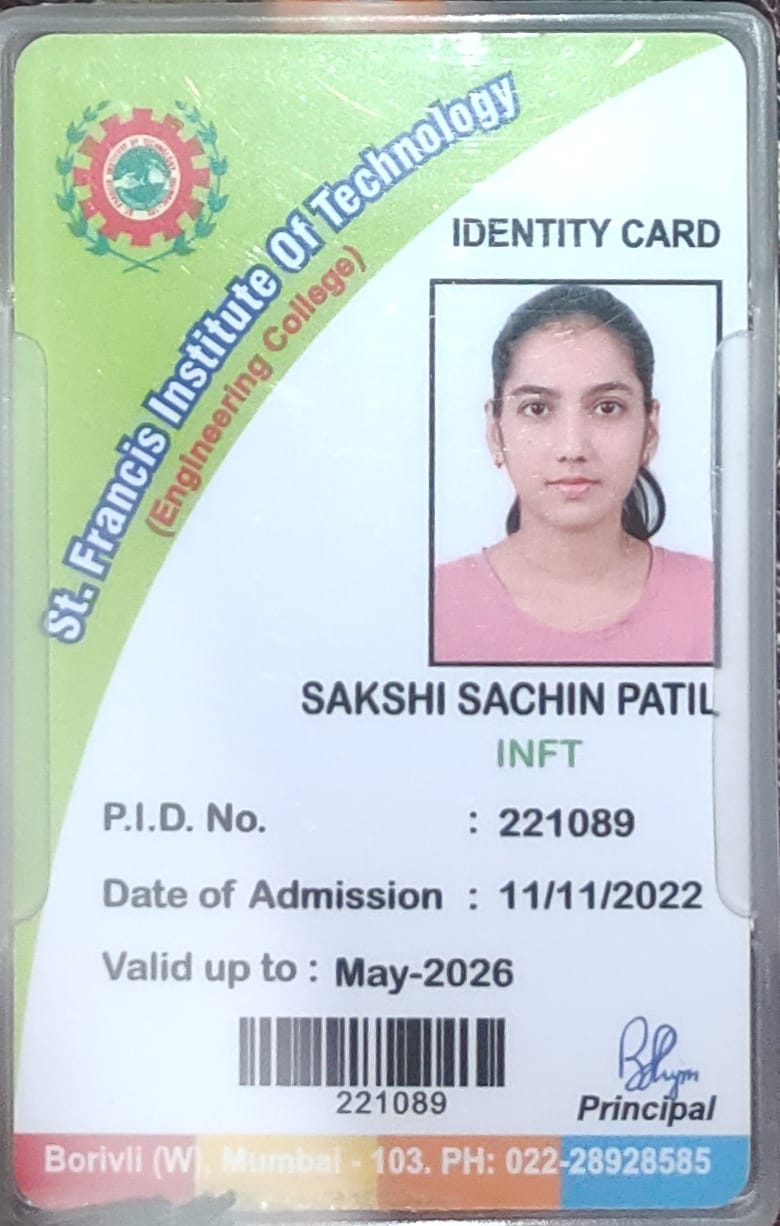 St. Francis Institute Of Technology
(Engineering College)
IDENTITY CARD
SAKSHI SACHIN PATIL
INFT
P.I.D. No. : 221089
Date of Admission : 11/11/2022
Valid up to : May-2026
221089
Principal
Borivli (W), Mumbai - 103. PH: 022-28928585